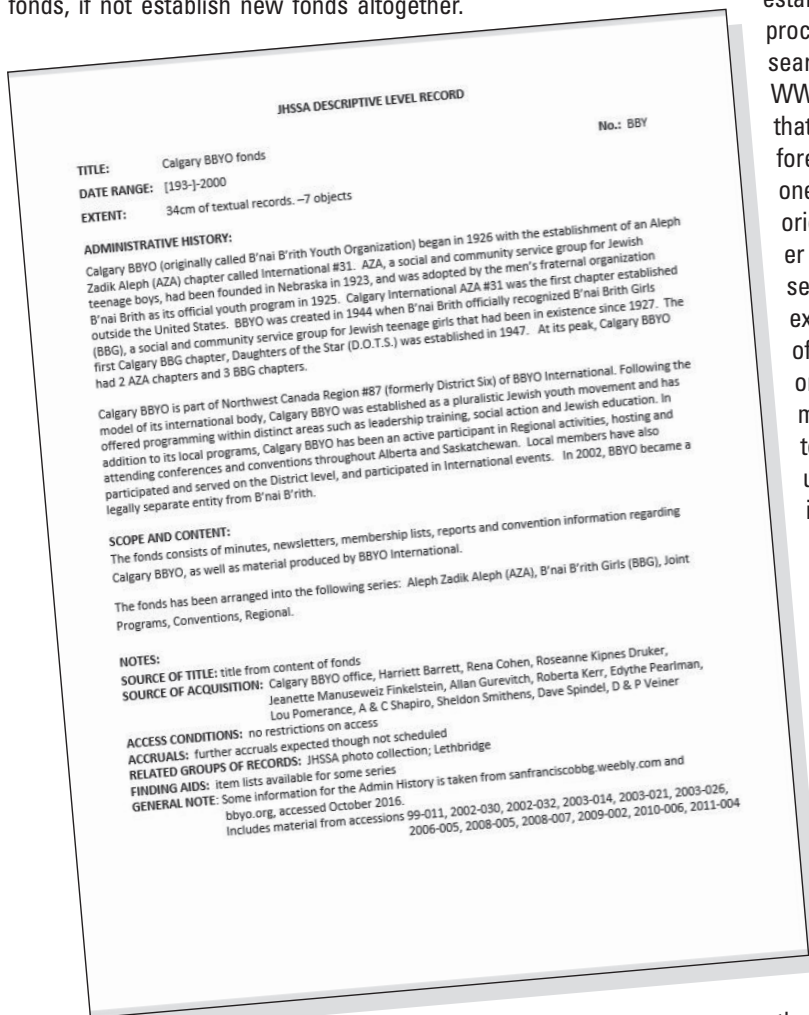 fonds, if not establish new fonds altogether.
JHSSA DESCRIPTIVE LEVEL RECORD
No.: BBY
TITLE: Calgary BBYO fonds
DATE RANGE: [193-]-2000
EXTENT: 34cm of textual records. –7 objects
ADMINISTRATIVE HISTORY:
Calgary BBYO (originally called B'nai B'rith Youth Organization) began in 1926 with the establishment of an Aleph
Zadik Aleph (AZA) chapter called International #31. AZA, a social and community service group for Jewish
teenage boys, had been founded in Nebraska in 1923, and was adopted by the men's fraternal organization
B'nai Brith as its official youth program in 1925. Calgary International AZA #31 was the first chapter established
outside the United States. BBYO was created in 1944 when B'nai Brith officially recognized B'nai Brith Girls
(BBG), a social and community service group for Jewish teenage girls that had been in existence since 1927. The
first Calgary BBG chapter, Daughters of the Star (D.O.T.S.) was established in 1947. At its peak, Calgary BBYO
had 2 AZA chapters and 3 BBG chapters.
Calgary BBYO is part of Northwest Canada Region #87 (formerly District Six) of BBYO International. Following the
model of its international body, Calgary BBYO was established as a pluralistic Jewish youth movement and has
offered programming within distinct areas such as leadership training, social action and Jewish education. In
addition to its local programs, Calgary BBYO has been an active participant in Regional activities, hosting and
attending conferences and conventions throughout Alberta and Saskatchewan. Local members have also
participated and served on the District level, and participated in International events. In 2002, BBYO became a
legally separate entity from B'nai B'rith.
SCOPE AND CONTENT:
The fonds consists of minutes, newsletters, membership lists, reports and convention information regarding
Calgary BBYO, as well as material produced by BBYO International.
The fonds has been arranged into the following series: Aleph Zadik Aleph (AZA), B'nai B'rith Girls (BBG), Joint
Programs, Conventions, Regional.
NOTES:
SOURCE OF TITLE: title from content of fonds
SOURCE OF ACQUISITION: Calgary BBYO office, Harriett Barrett, Rena Cohen, Roseanne Kipnes Druker,
Jeanette Manuseweiz Finkelstein, Allan Gurevitch, Roberta Kerr, Edythe Pearlman,
Lou Pomerance, A & C Shapiro, Sheldon Smithens, Dave Spindel, D & P Veiner
ACCESS CONDITIONS: no restrictions on access
ACCRUALS: further accruals expected though not scheduled
RELATED GROUPS OF RECORDS: JHSSA photo collection; Lethbridge
FINDING AIDS: item lists available for some series
GENERAL NOTE: Some information for the Admin History is taken from sanfranciscobbg.weebly.com and
bbyo.org, accessed October 2016.
Includes material from accessions 99-011, 2002-030, 2002-032, 2003-014, 2003-021, 2003-026,
2006-005, 2008-005, 2008-007, 2009-002, 2010-006, 2011-004
proc
sear
WW
that
fore
one
orig
er
se
ex
of